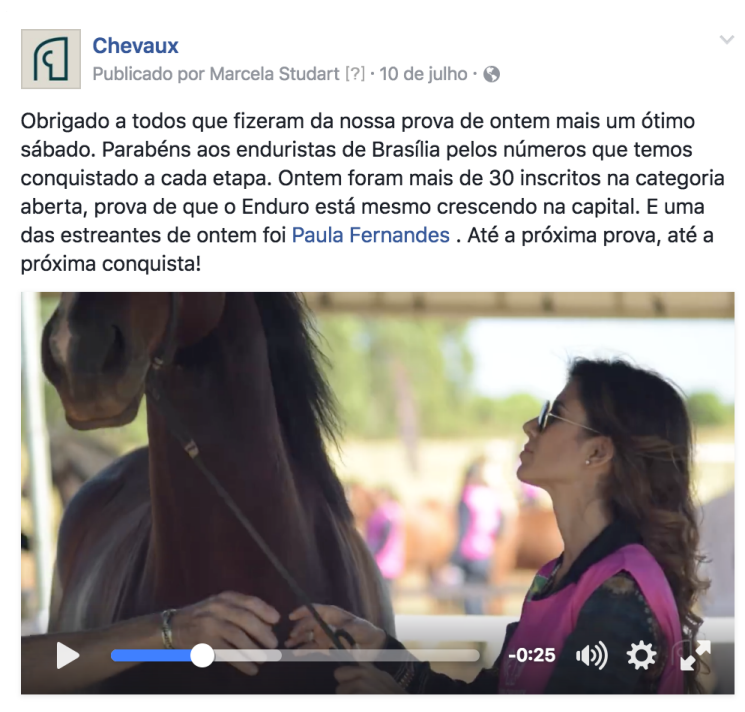 Chevaux
Publicado por Marcela Studart [?] · 10 de julho ·
Obrigado a todos que fizeram da nossa prova de ontem mais um ótimo
sábado. Parabéns aos enduristas de Brasília pelos números que temos
conquistado a cada etapa. Ontem foram mais de 30 inscritos na categoria
aberta, prova de que o Enduro está mesmo crescendo na capital. E uma
das estreantes de ontem foi Paula Fernandes . Até a próxima prova, até a
próxima conquista!
-0:25